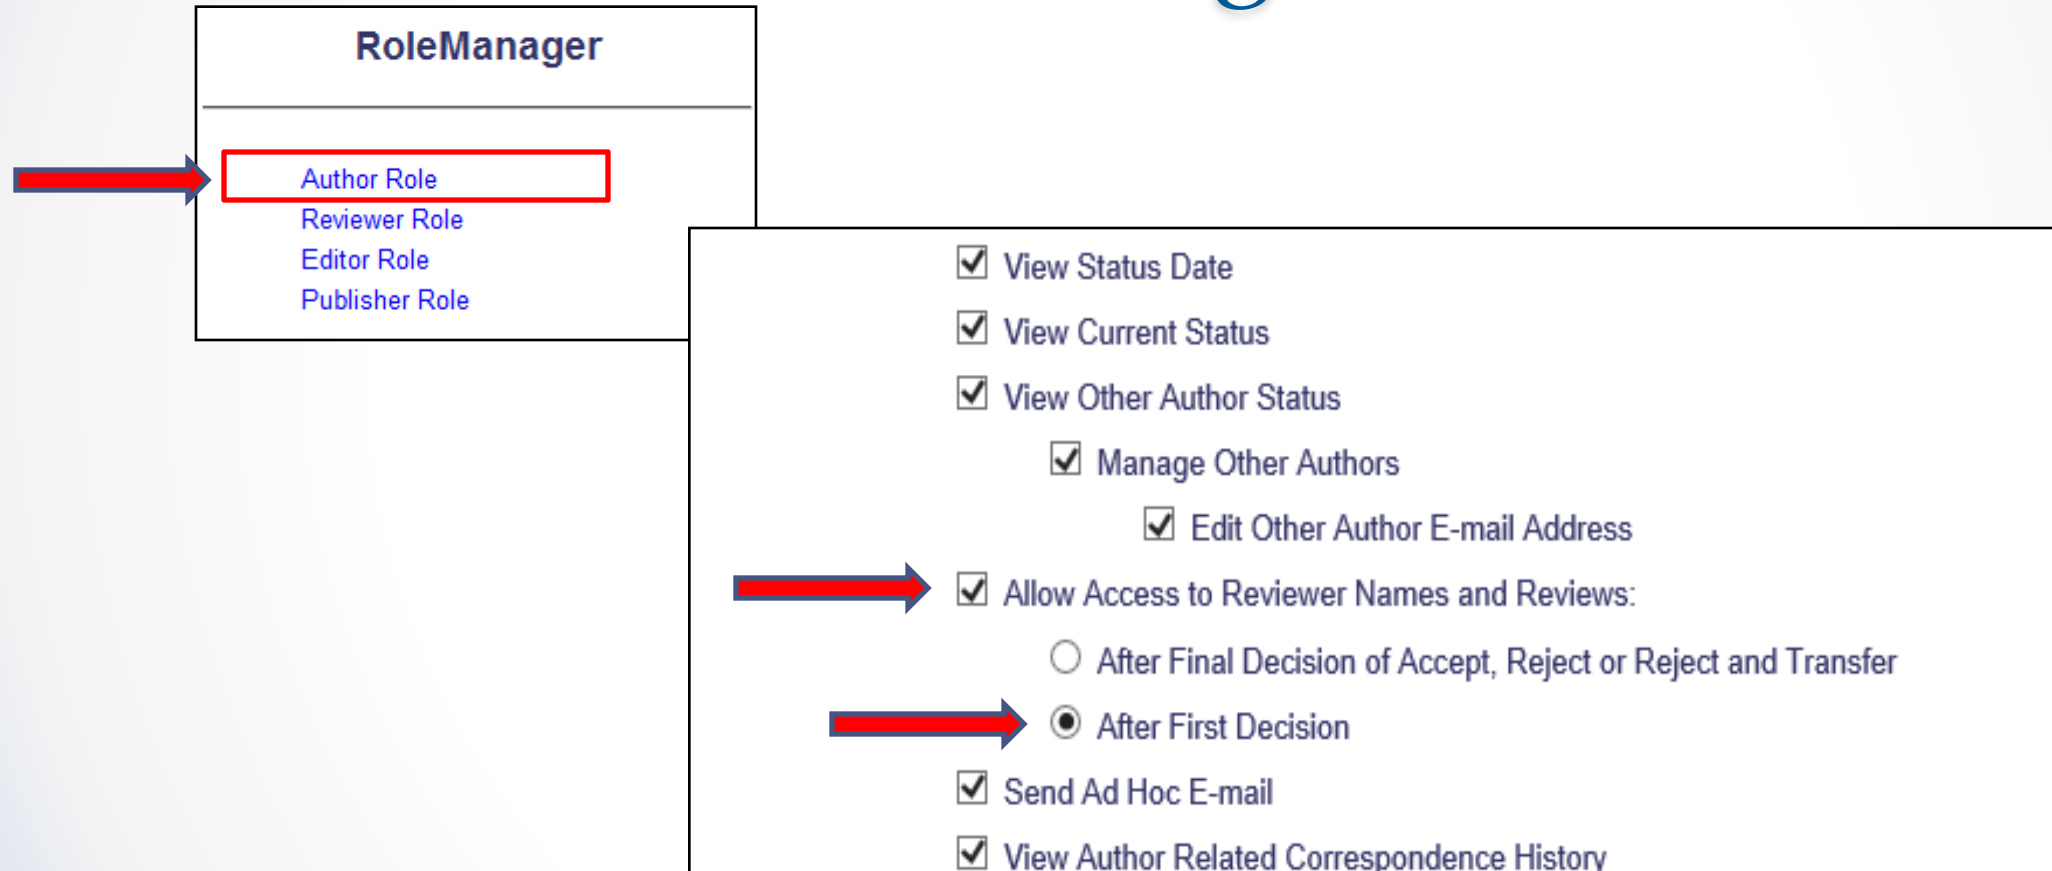 RoleManager
Author Role
Reviewer Role
Editor Role
Publisher Role
View Status Date
View Current Status
View Other Author Status
Manage Other Authors
Edit Other Author E-mail Address
Allow Access to Reviewer Names and Reviews:
After Final Decision of Accept, Reject or Reject and Transfer
After First Decision
Send Ad Hoc E-mail
View Author Related Correspondence History